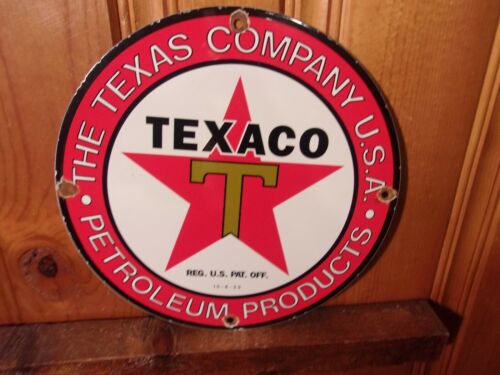 THE TEXAS COMPANY U.S.A.
TEXACO
T
REG. U.S. PAT. OFF.
• PETROLEUM PRODUCTS •